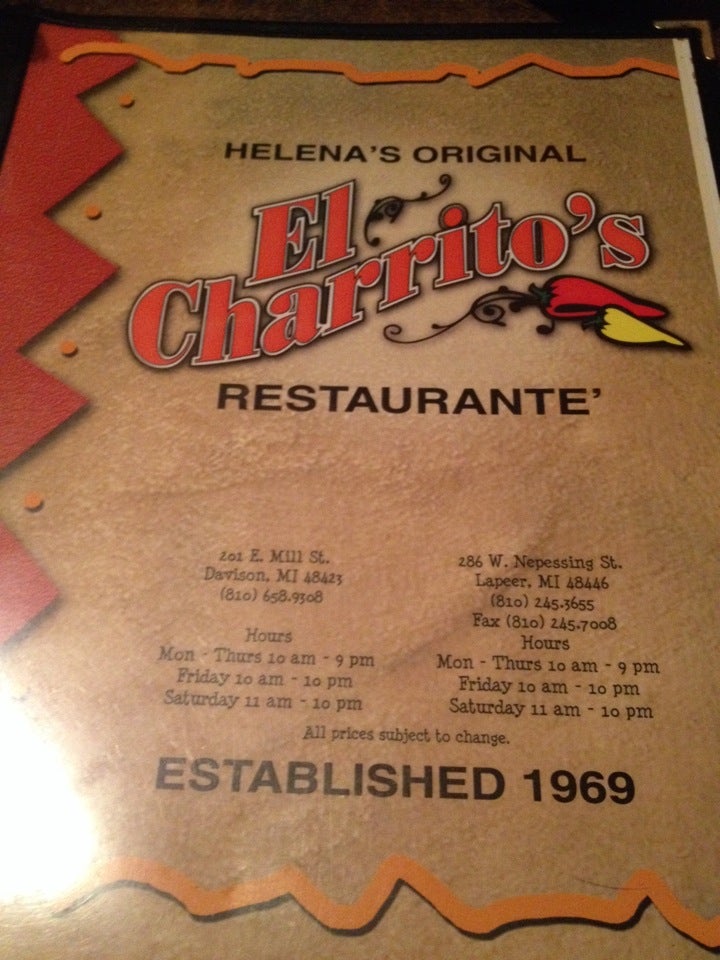 HELENA'S ORIGINAL
El
Charrito's
RESTAURANTE'
201 E. Mill St.
Davison, MI 48423
(810) 658.9308
Hours
Mon - Thurs 10 am - 9 pm
Friday 10 am - 10 pm
Saturday 11 am - 10 pm
286 W. Nepessing St.
Lapeer, MI 48446
(810) 245.3655
Fax (810) 245.7008
Hours
Mon - Thurs 10 am - 9 pm
Friday 10 am - 10 pm
Saturday 11 am - 10 pm
All prices subject to change.
ESTABLISHED 1969